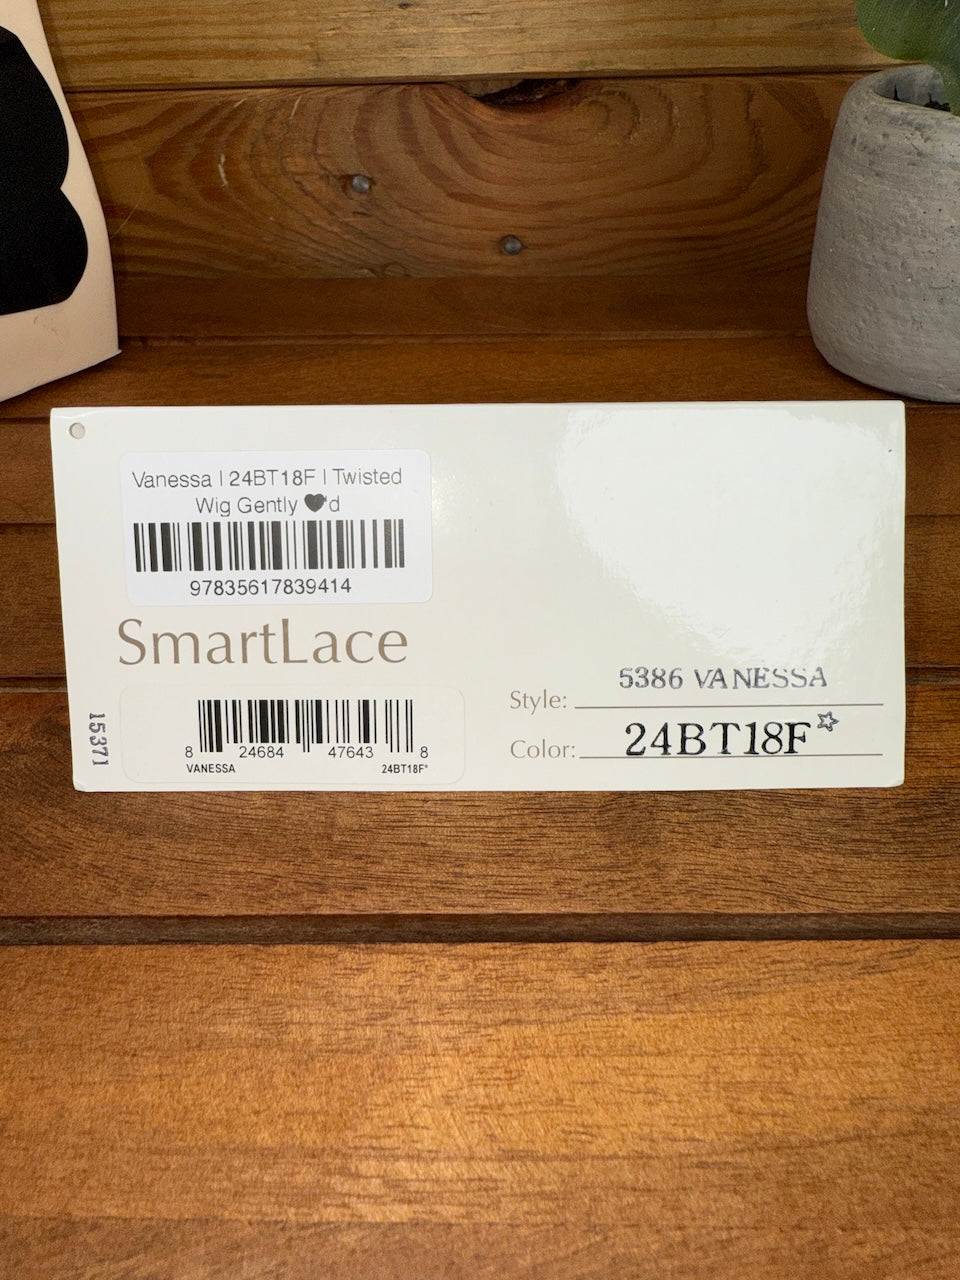 Vanessa | 24BT18F | Twisted
Wig Gently 🖤'd
97835617839414
SmartLace
8 24684 47643 8
VANESSA 24BT18F*
15371
Style: 5386 VANESSA
Color: 24BT18F☆